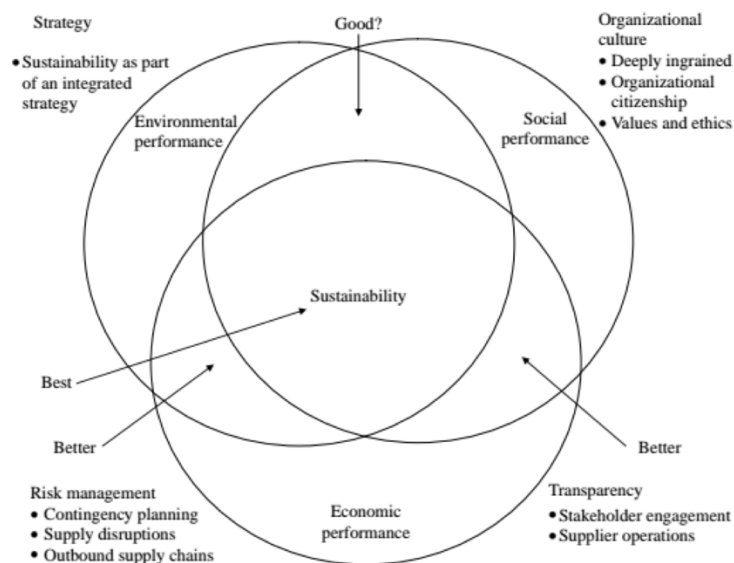 Strategy
• Sustainability as part
of an integrated
strategy
Good?
Organizational
culture
• Deeply ingrained
• Organizational
citizenship
• Values and ethics
Environmental
performance
Social
performance
Sustainability
Best
Better
Better
Risk management
• Contingency planning
• Supply disruptions
• Outbound supply chains
Economic
performance
Transparency
• Stakeholder engagement
• Supplier operations